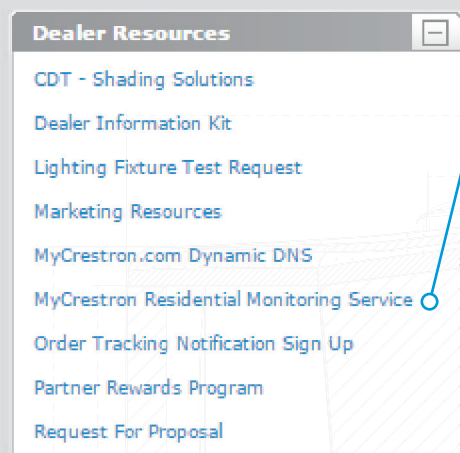 Dealer Resources
CDT - Shading Solutions
Dealer Information Kit
Lighting Fixture Test Request
Marketing Resources
MyCrestron.com Dynamic DNS
MyCrestron Residential Monitoring Service
Order Tracking Notification Sign Up
Partner Rewards Program
Request For Proposal